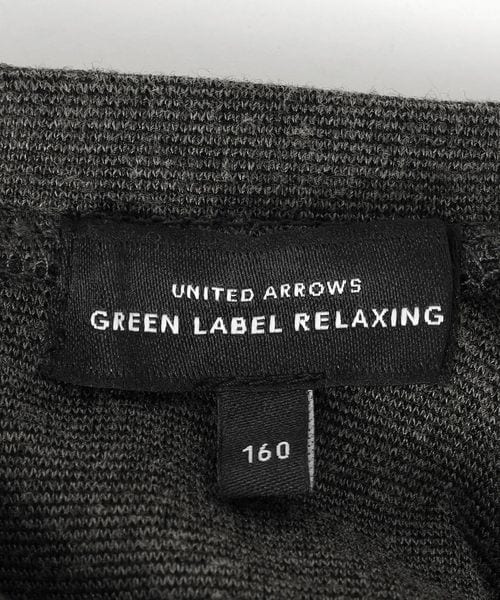 UNITED ARROWS
GREEN LABEL RELAXING
160